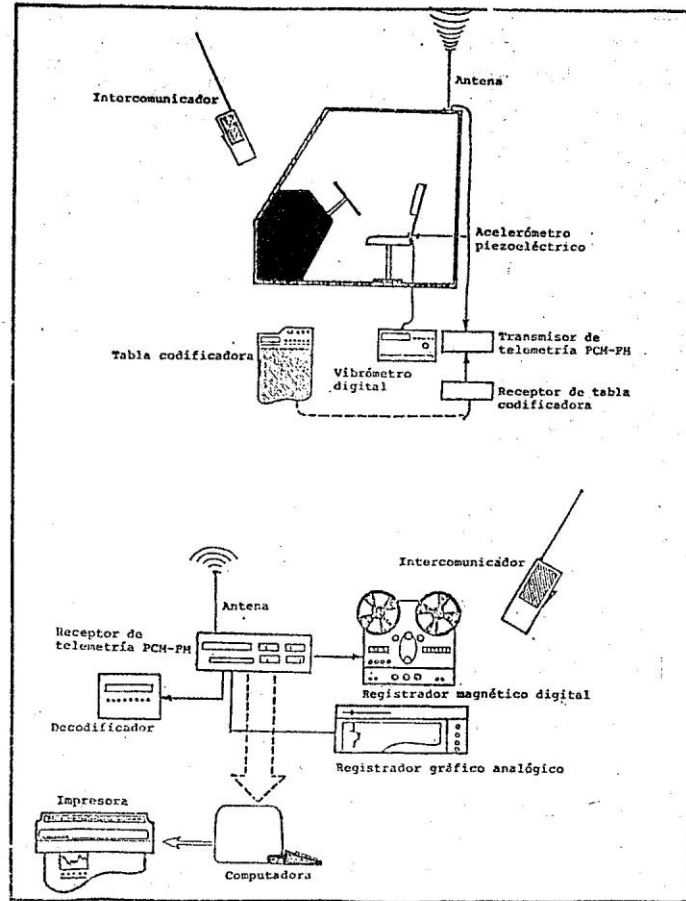 Antena
Intercomunicador
Acelerómetro
piezoeléctrico
Tabla codificadora
Vibrómetro
digital
Transmisor de
telemetría PCM-FM
Receptor de tabla
codificadora
Intercomunicador
Antena
Receptor de
telemetría PCM-FM
Registrador magnético digital
Decodificador
Registrador gráfico analógico
Impresora
Computadora